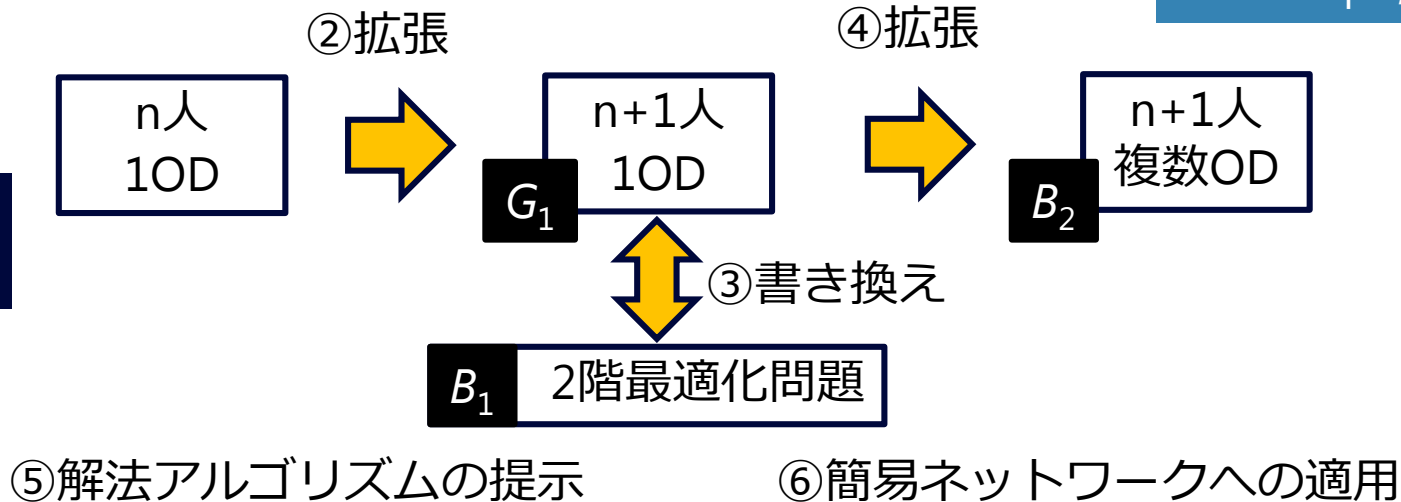 ②拡張
④拡張
n人
1OD
n+1人
1OD
G1
n+1人
複数OD
B2
③書き換え
B1
2階最適化問題
⑤解法アルゴリズムの提示
⑥簡易ネットワークへの適用